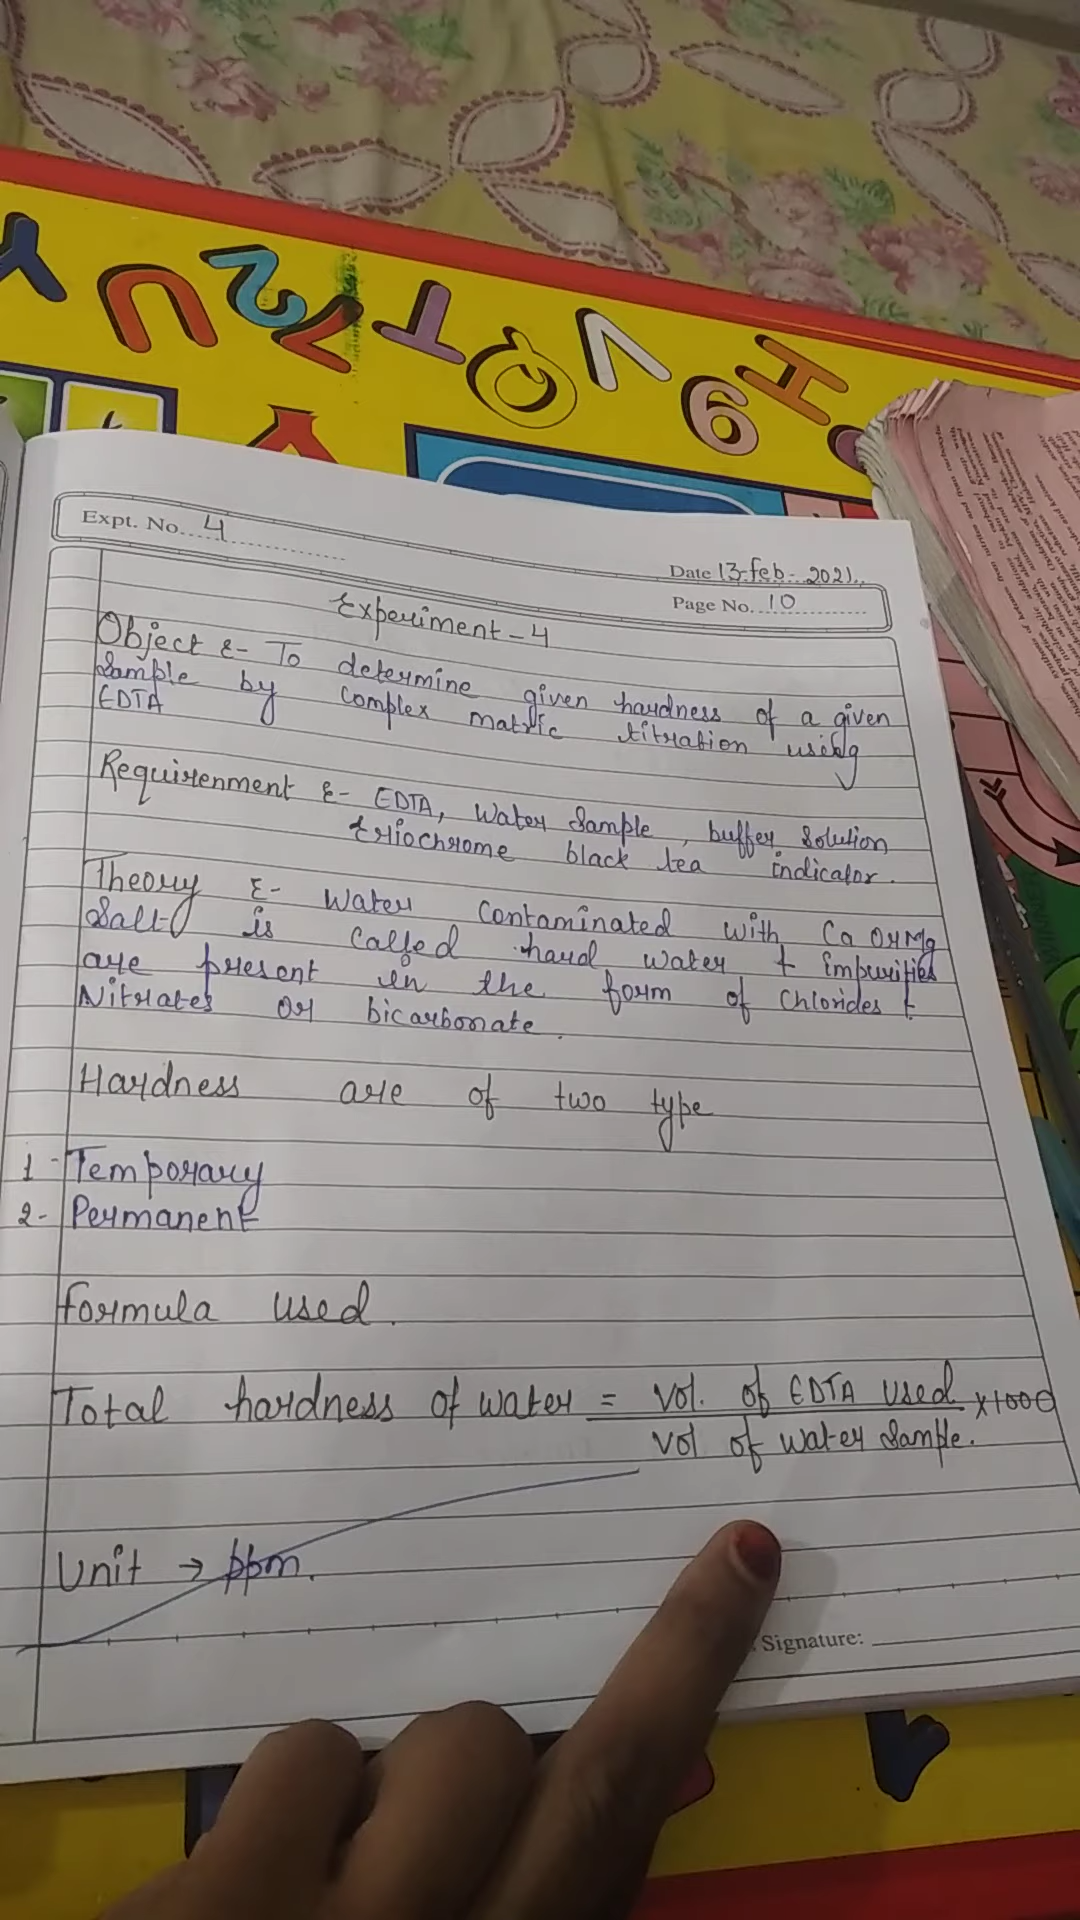 Y U 2 7 T Q V 9 H
Expt. No. 4
Date 13-feb-2021
Page No. 10
Experiment-4
Object :- To determine given hardness of a given
Sample by complex matric titration using
EDTA
Requirenment :- EDTA, Water Sample, buffer solution
Eriochrome black tea indicator.
Theory :- Water contaminated with Ca or Mg
Salt is called hard water + impurities
are present in the form of Chlorides +
Nitrates or bicarbonate.
Hardness are of two type
1- Temporary
2- Permanent
formula used.
Total hardness of water = vol. of EDTA used ×1000
vol of water Sample.
Unit → ppm.
Signature: